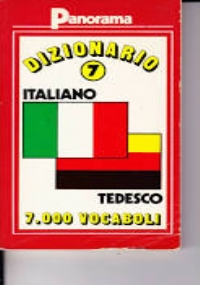 Panorama
DIZIONARIO
7
ITALIANO
TEDESCO
7.000 VOCABOLI